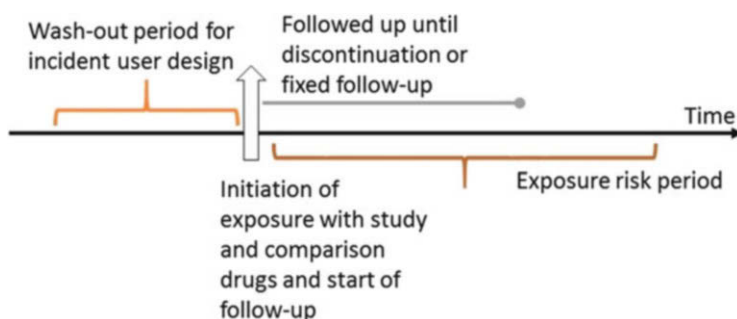 Wash-out period for
incident user design
Followed up until
discontinuation or
fixed follow-up
Time
Initiation of
exposure with study
and comparison
drugs and start of
follow-up
Exposure risk period